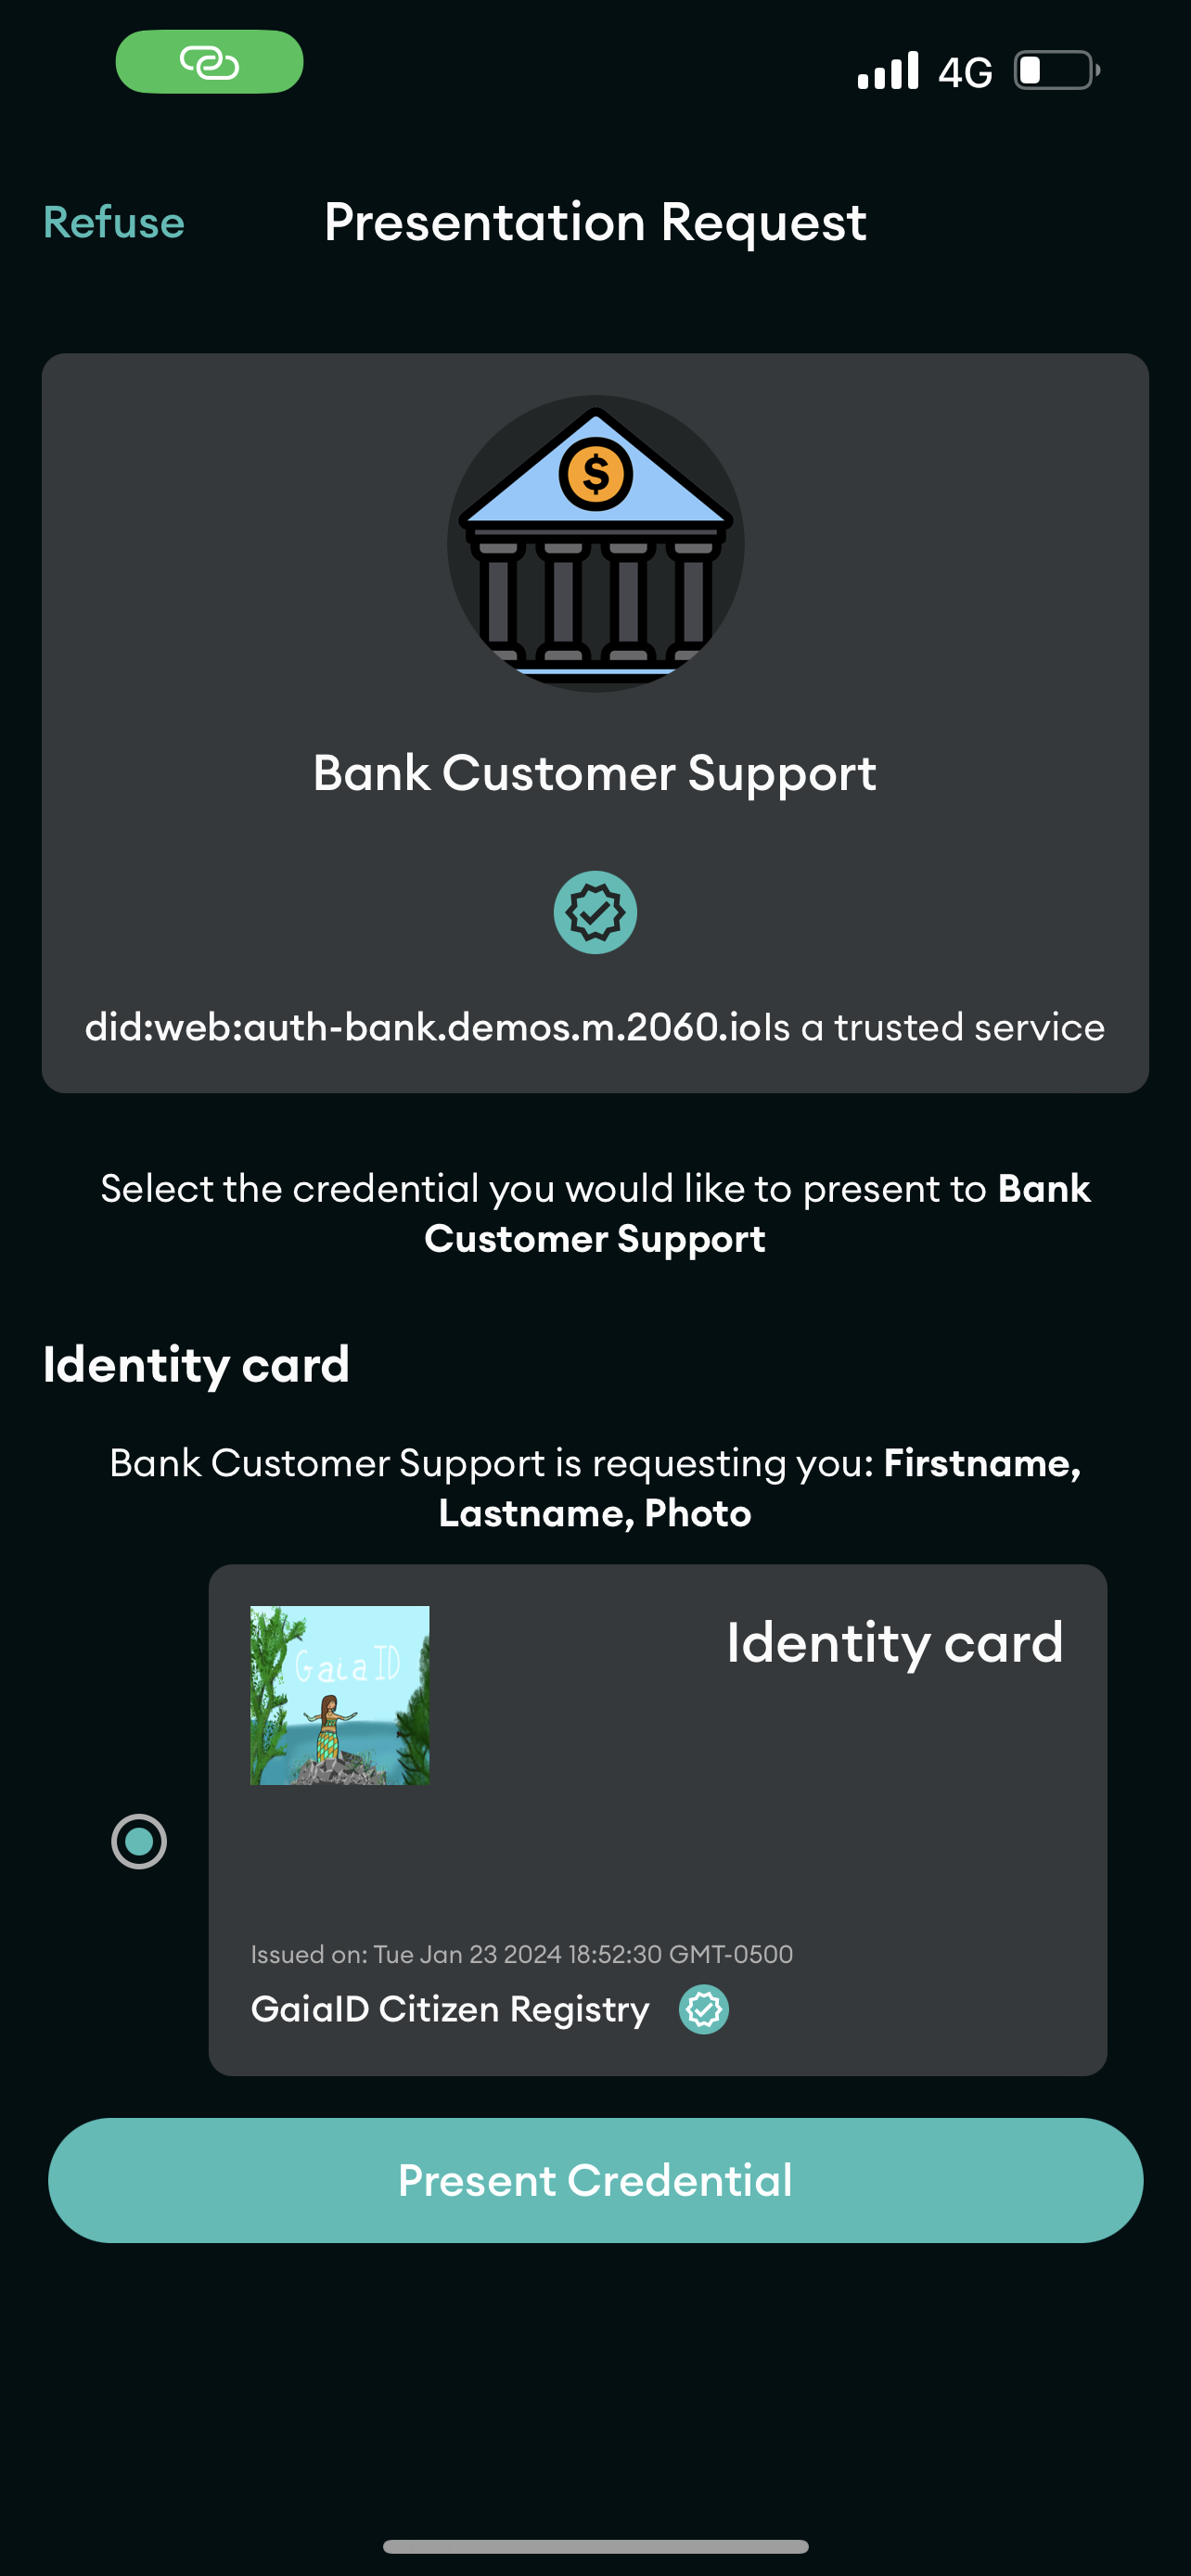 4G
Refuse
Presentation Request
$
Bank Customer Support
did:web:auth-bank.demos.m.2060.ioIs a trusted service
Select the credential you would like to present to Bank
Customer Support
Identity card
Bank Customer Support is requesting you: Firstname,
Lastname, Photo
Gaia ID
Identity card
Issued on: Tue Jan 23 2024 18:52:30 GMT-0500
GaiaID Citizen Registry
Present Credential